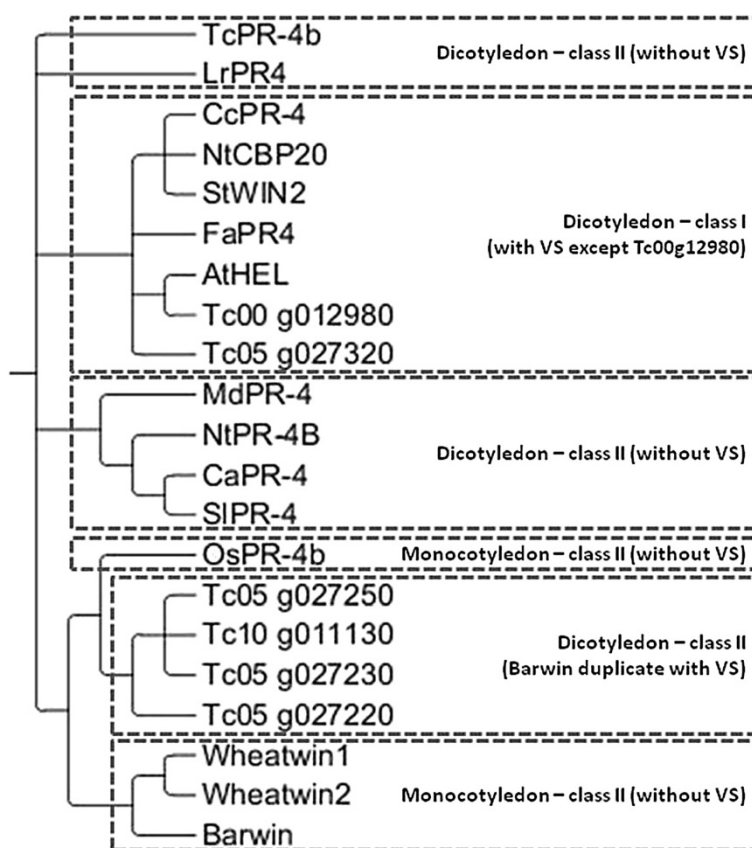 TcPR-4b
Dicotyledon – class II (without VS)
LrPR4
CcPR-4
NtCBP20
StWIN2
Dicotyledon – class I
(with VS except Tc00g12980)
FaPR4
AtHEL
Tc00 g012980
Tc05 g027320
MdPR-4
NtPR-4B
Dicotyledon – class II (without VS)
CaPR-4
SlPR-4
OsPR-4b
Monocotyledon – class II (without VS)
Tc05 g027250
Tc10 g011130
Dicotyledon – class II
(Barwin duplicate with VS)
Tc05 g027230
Tc05 g027220
Wheatwin1
Wheatwin2
Monocotyledon – class II (without VS)
Barwin